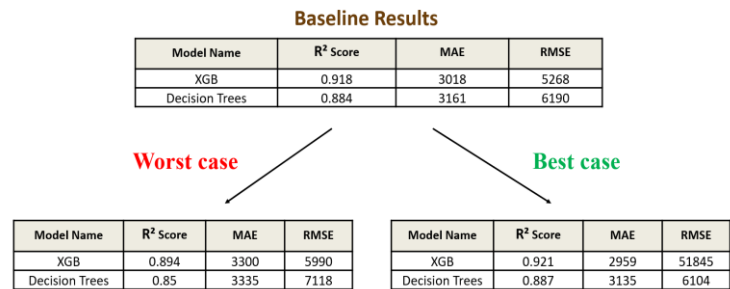 Baseline Results
Model Name R² Score MAE RMSE
XGB 0.918 3018 5268
Decision Trees 0.884 3161 6190
Worst case Best case
Model Name R² Score MAE RMSE
XGB 0.894 3300 5990
Decision Trees 0.85 3335 7118
Model Name R² Score MAE RMSE
XGB 0.921 2959 51845
Decision Trees 0.887 3135 6104